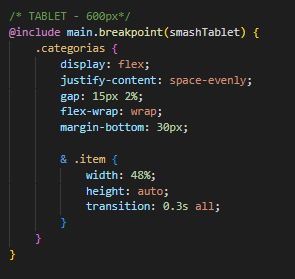 /* TABLET - 600px*/
@include main.breakpoint(smashTablet) {
.categorias {
display: flex;
justify-content: space-evenly;
gap: 15px 2%;
flex-wrap: wrap;
margin-bottom: 30px;
& .item {
width: 48%;
height: auto;
transition: 0.3s all;
}
}
}